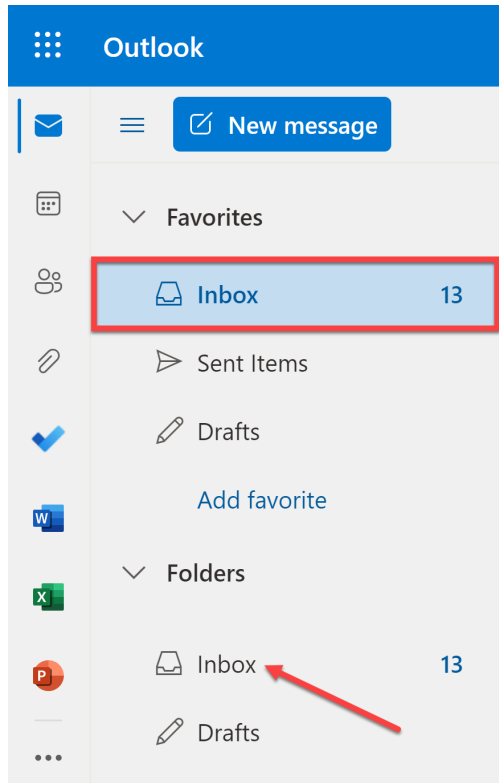 Outlook
New message
Favorites
Inbox 13
Sent Items
Drafts
Add favorite
W
Folders
X
Inbox 13
P
Drafts